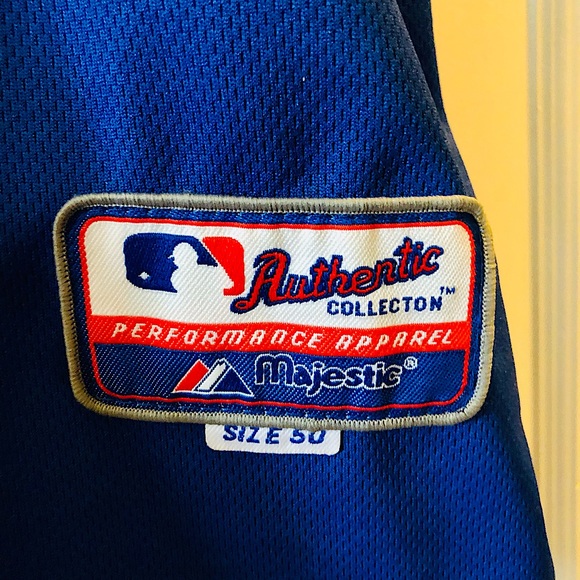 Authentic
COLLECTON™
PERFORMANCE APPAREL
Majestic®
SIZE 50